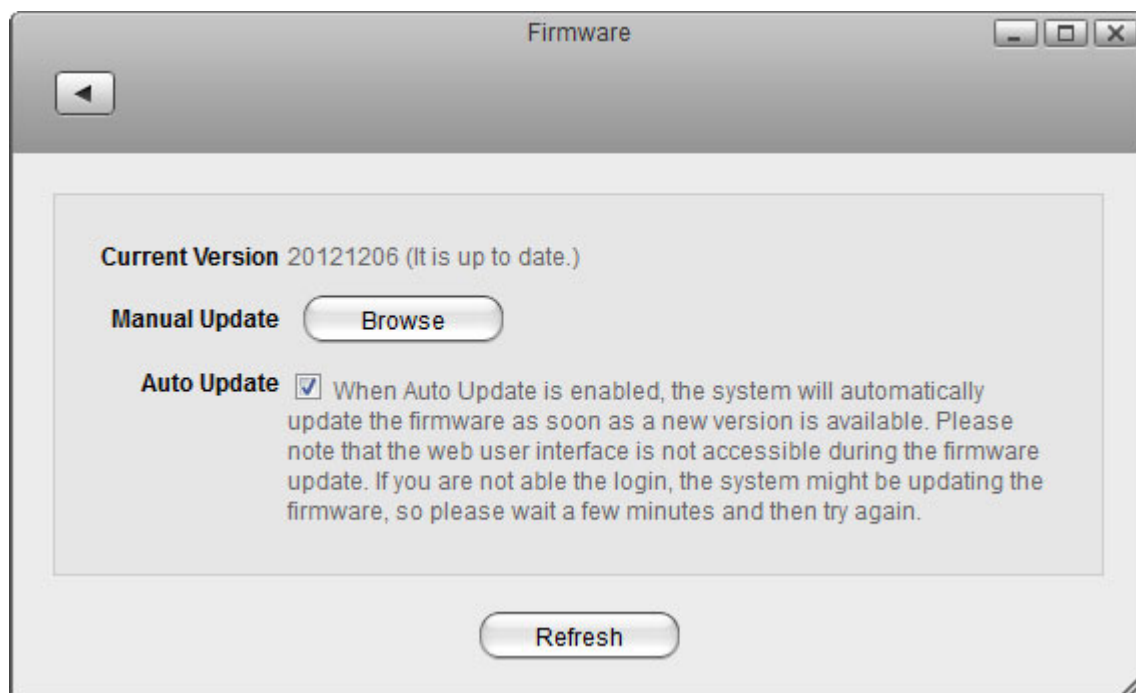 Firmware
Current Version 20121206 (It is up to date.)
Manual Update Browse
Auto Update When Auto Update is enabled, the system will automatically
update the firmware as soon as a new version is available. Please
note that the web user interface is not accessible during the firmware
update. If you are not able the login, the system might be updating the
firmware, so please wait a few minutes and then try again.
Refresh